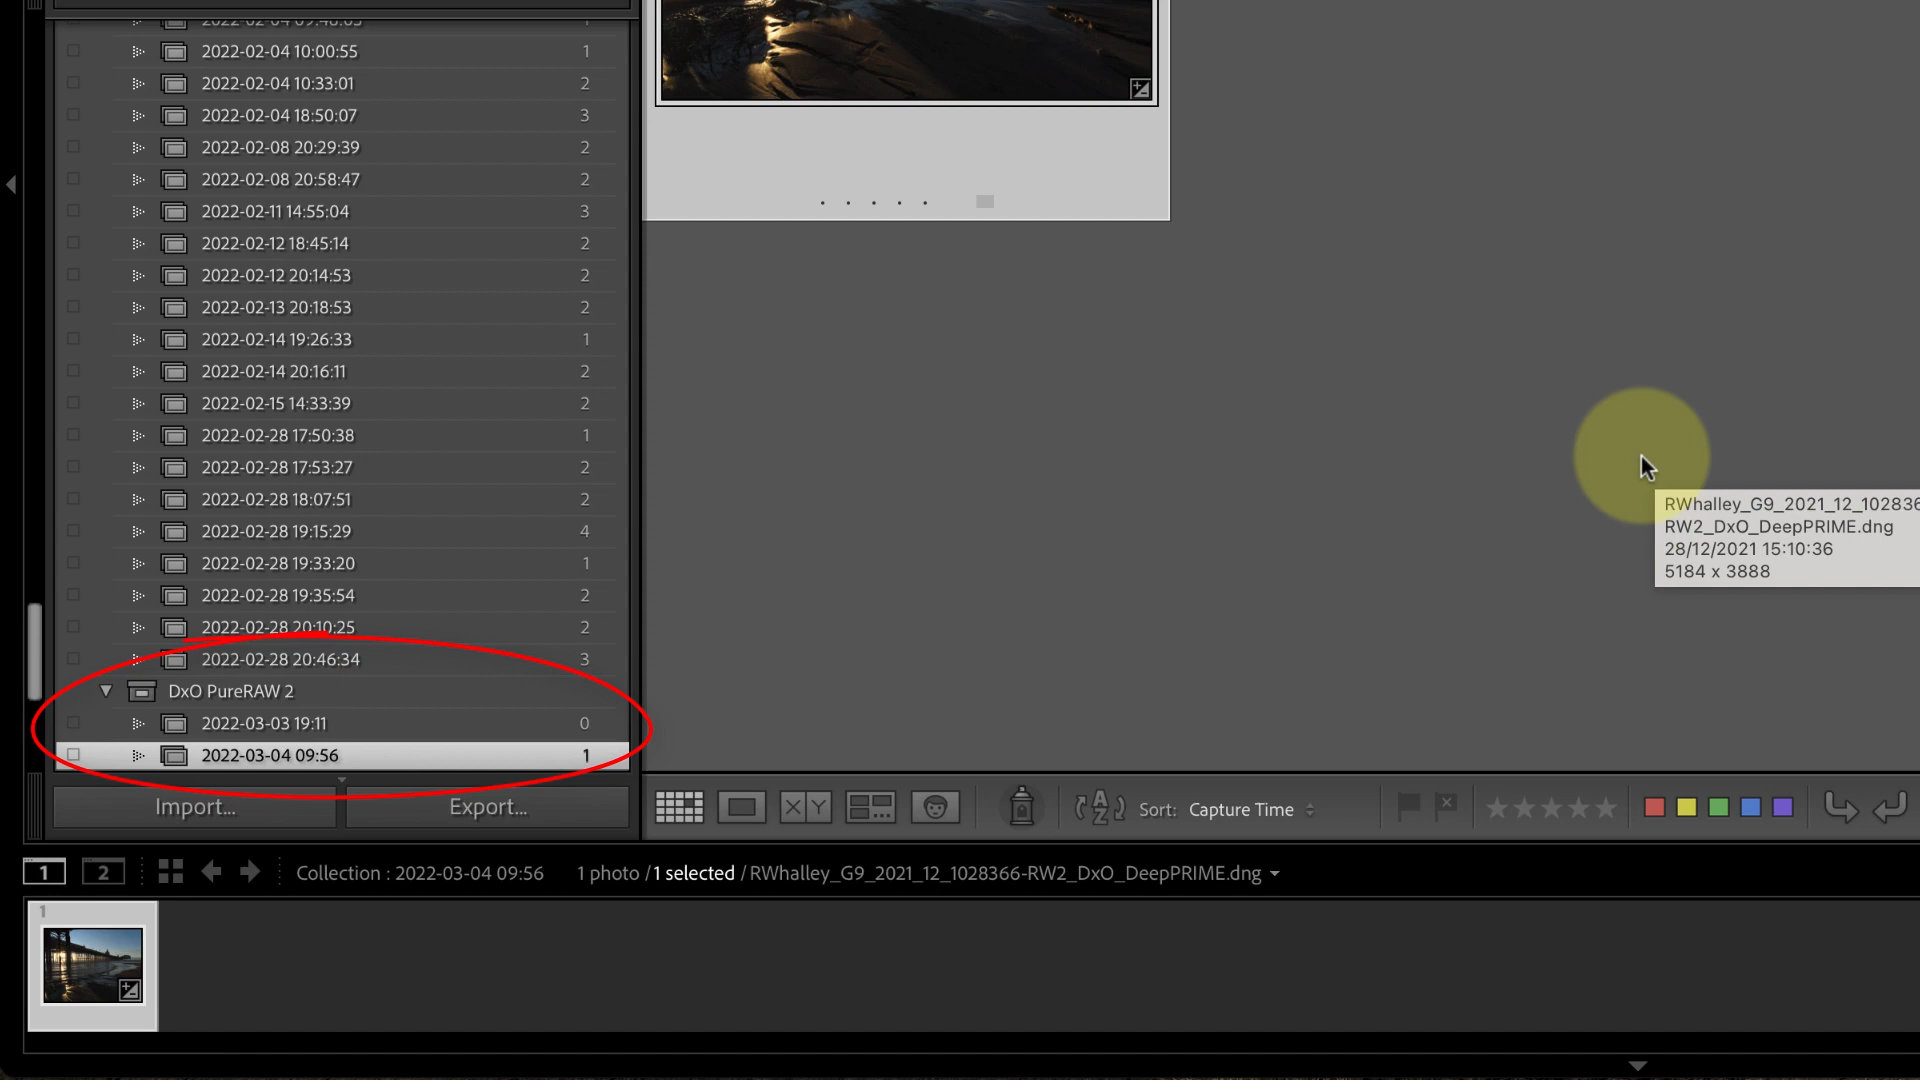 2022-02-04 09:48:03 1
2022-02-04 10:00:55 1
2022-02-04 10:33:01 2
2022-02-04 18:50:07 3
2022-02-08 20:29:39 2
2022-02-08 20:58:47 2
2022-02-11 14:55:04 3
2022-02-12 18:45:14 2
2022-02-12 20:14:53 2
2022-02-13 20:18:53 2
2022-02-14 19:26:33 1
2022-02-14 20:16:11 2
2022-02-15 14:33:39 2
2022-02-28 17:50:38 1
2022-02-28 17:53:27 2
2022-02-28 18:07:51 2
2022-02-28 19:15:29 4
2022-02-28 19:33:20 1
2022-02-28 19:35:54 2
2022-02-28 20:10:25 2
2022-02-28 20:46:34 3
DxO PureRAW 2
2022-03-03 19:11 0
2022-03-04 09:56 1
Import...
Export...
RWhalley_G9_2021_12_102836
RW2_DxO_DeepPRIME.dng
28/12/2021 15:10:36
5184 x 3888
X Y
A
Z
Sort: Capture Time
1 2 Collection : 2022-03-04 09:56 1 photo / 1 selected / RWhalley_G9_2021_12_1028366-RW2_DxO_DeepPRIME.dng
1